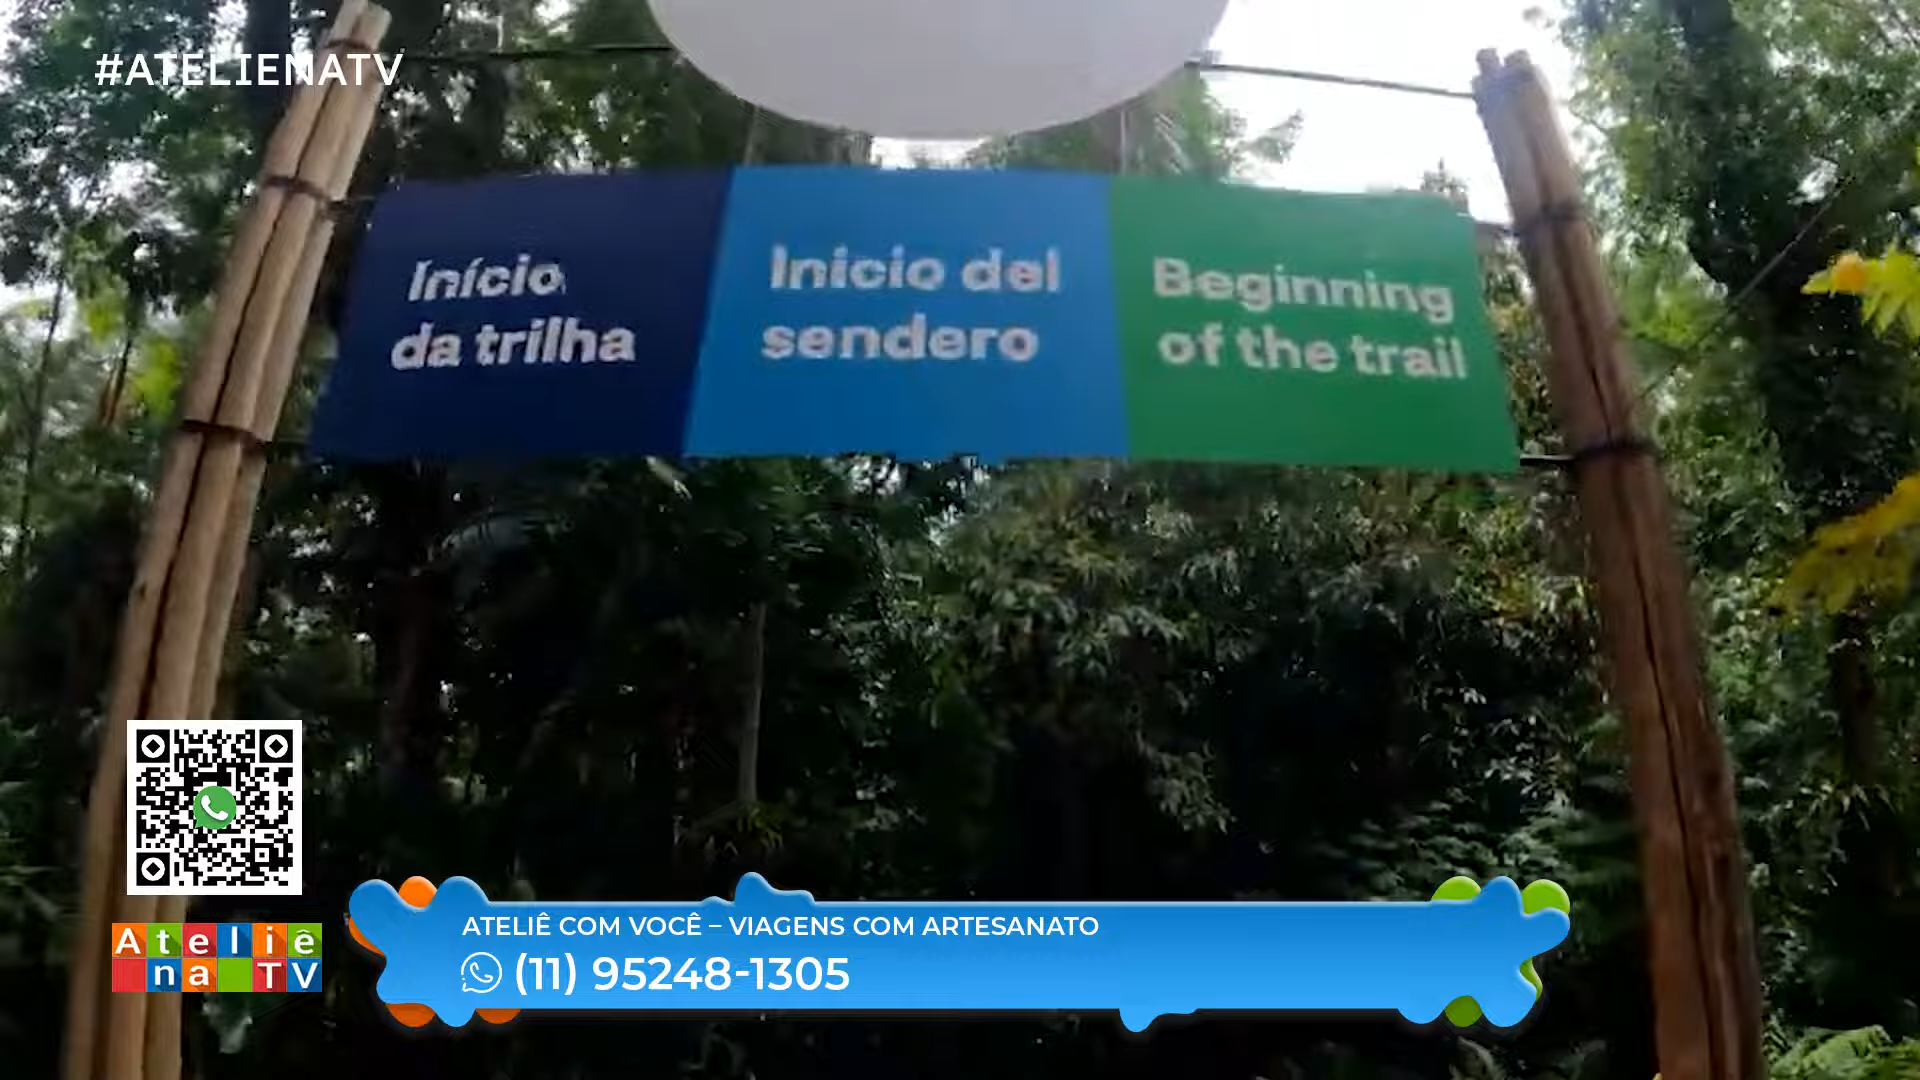 #ATELIENATV
Início
da trilha
Inicio del
sendero
Beginning
of the trail
Ateliê
na TV
ATELIÊ COM VOCÊ – VIAGENS COM ARTESANATO
(11) 95248-1305